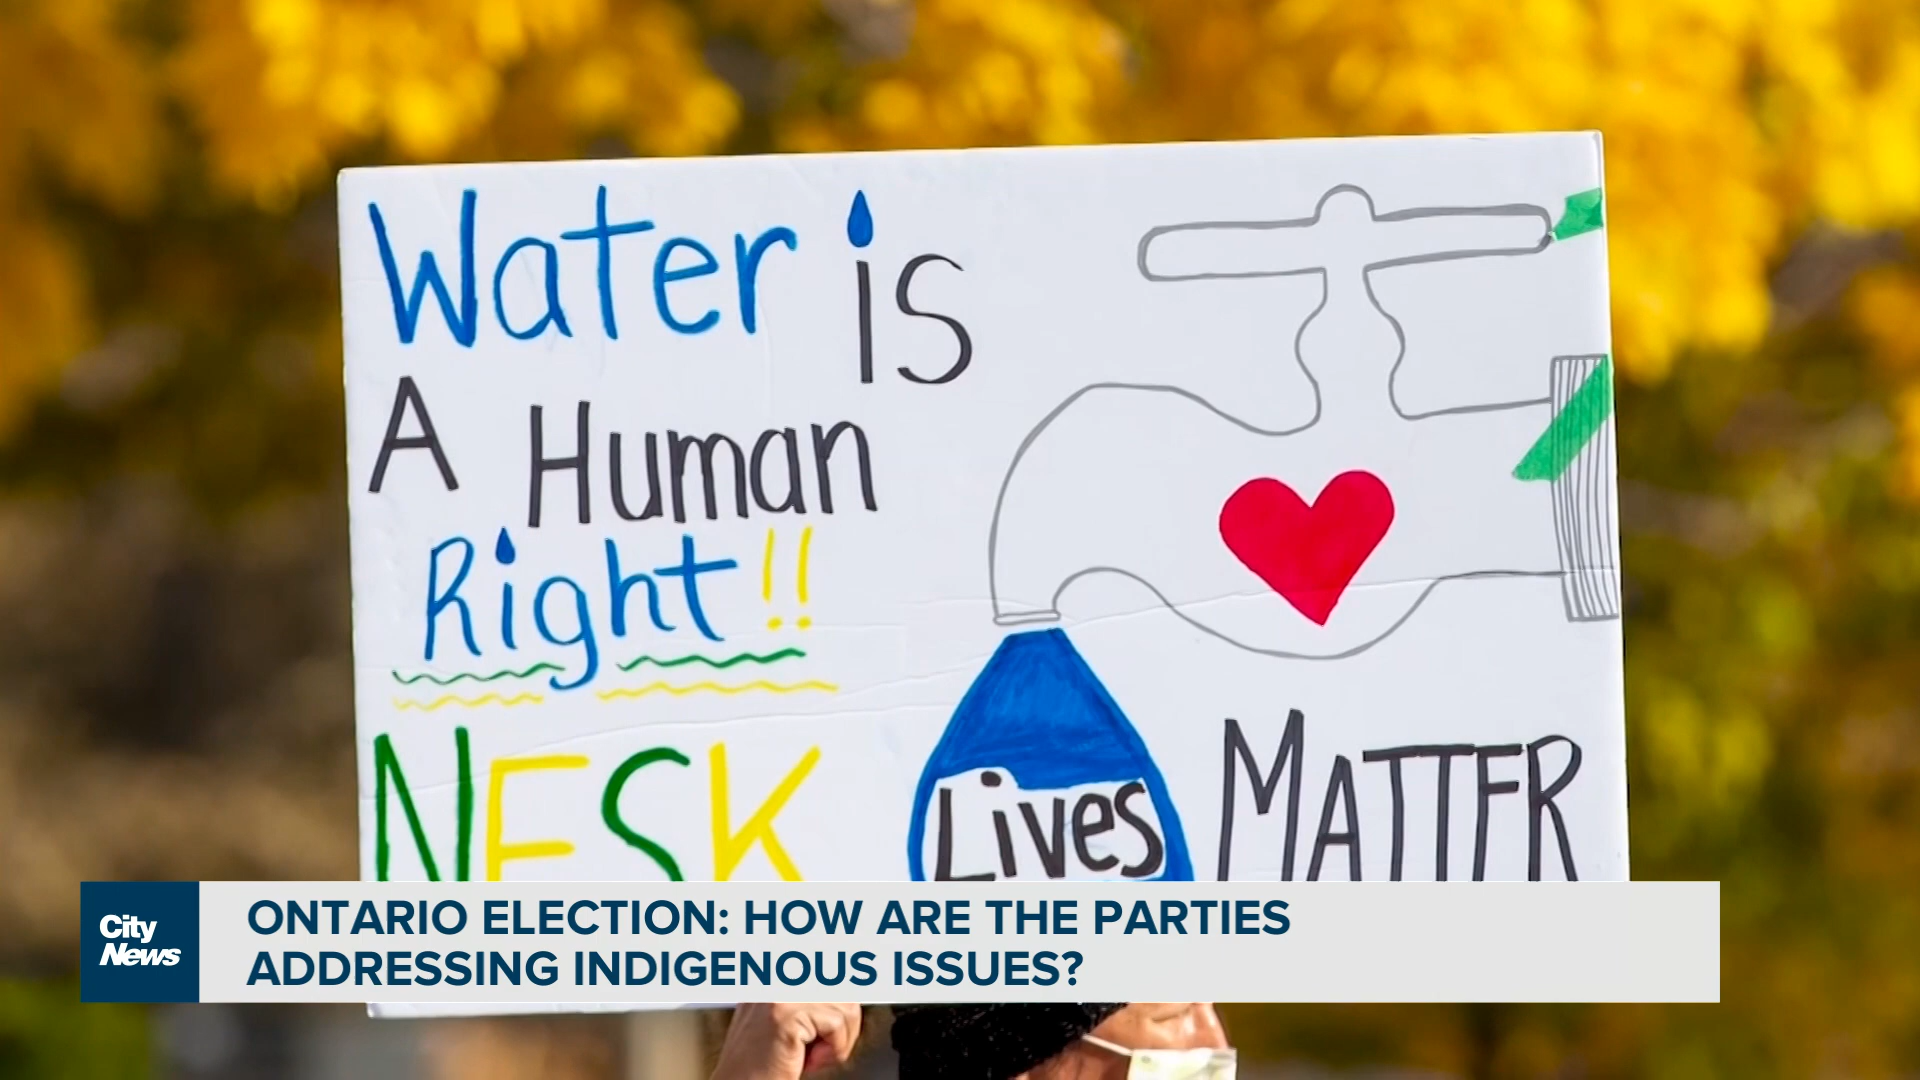 Water is
A Human
Right!!
NESK Lives MATTER
City
News
ONTARIO ELECTION: HOW ARE THE PARTIES
ADDRESSING INDIGENOUS ISSUES?